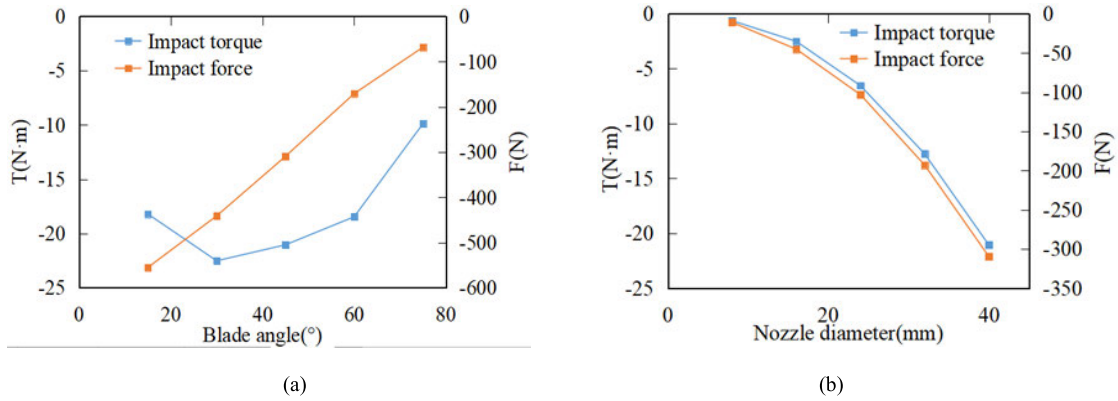 0
-5
-10
-15
-20
-25
T(N·m)
Impact torque
Impact force
0
-100
-200
-300
-400
-500
-600
F(N)
0 20 40 60 80
Blade angle(°)
(a)
0
-5
-10
-15
-20
-25
T(N·m)
Impact torque
Impact force
0
-50
-100
-150
-200
-250
-300
-350
F(N)
0 20 40
Nozzle diameter(mm)
(b)